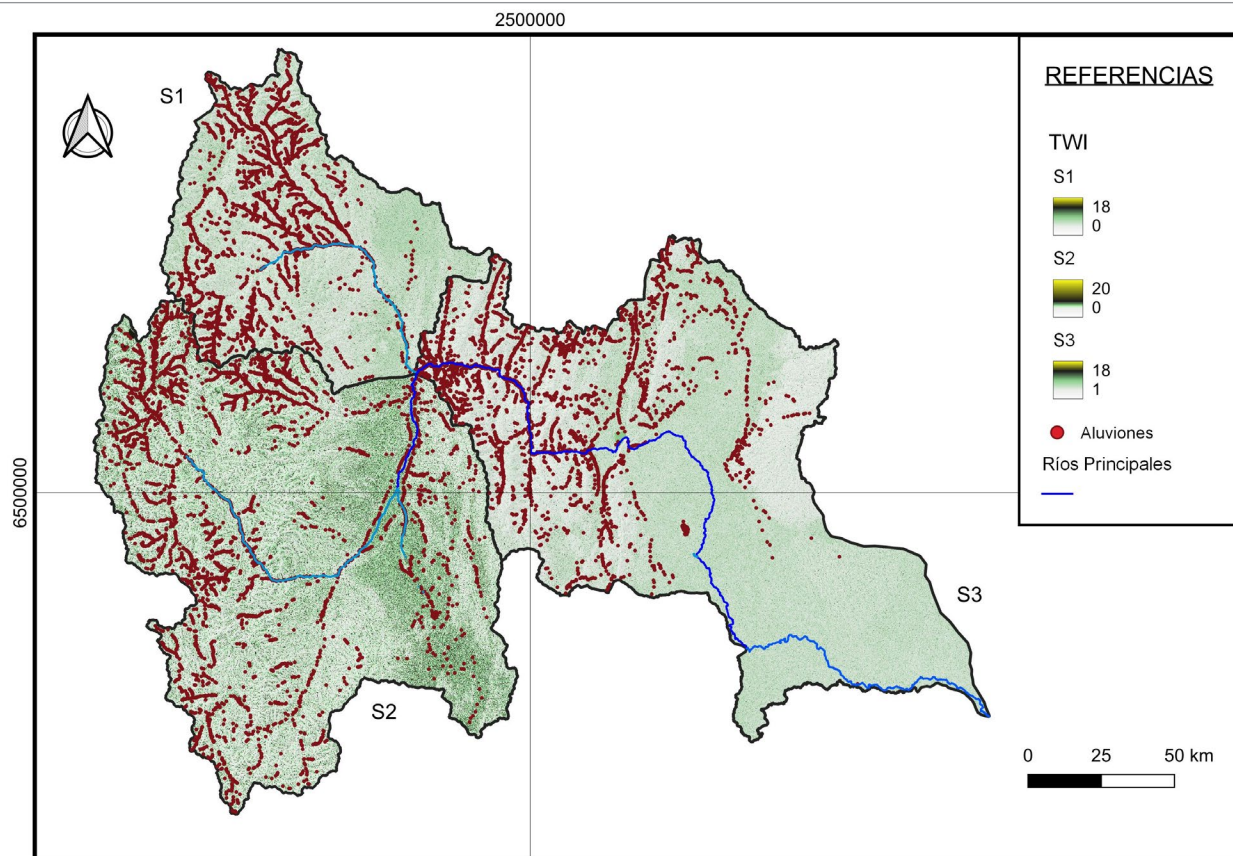 2500000
6500000
S1
S2
S3
REFERENCIAS
TWI
S1
18
0
S2
20
0
S3
18
1
Aluviones
Ríos Principales
0 25 50 km